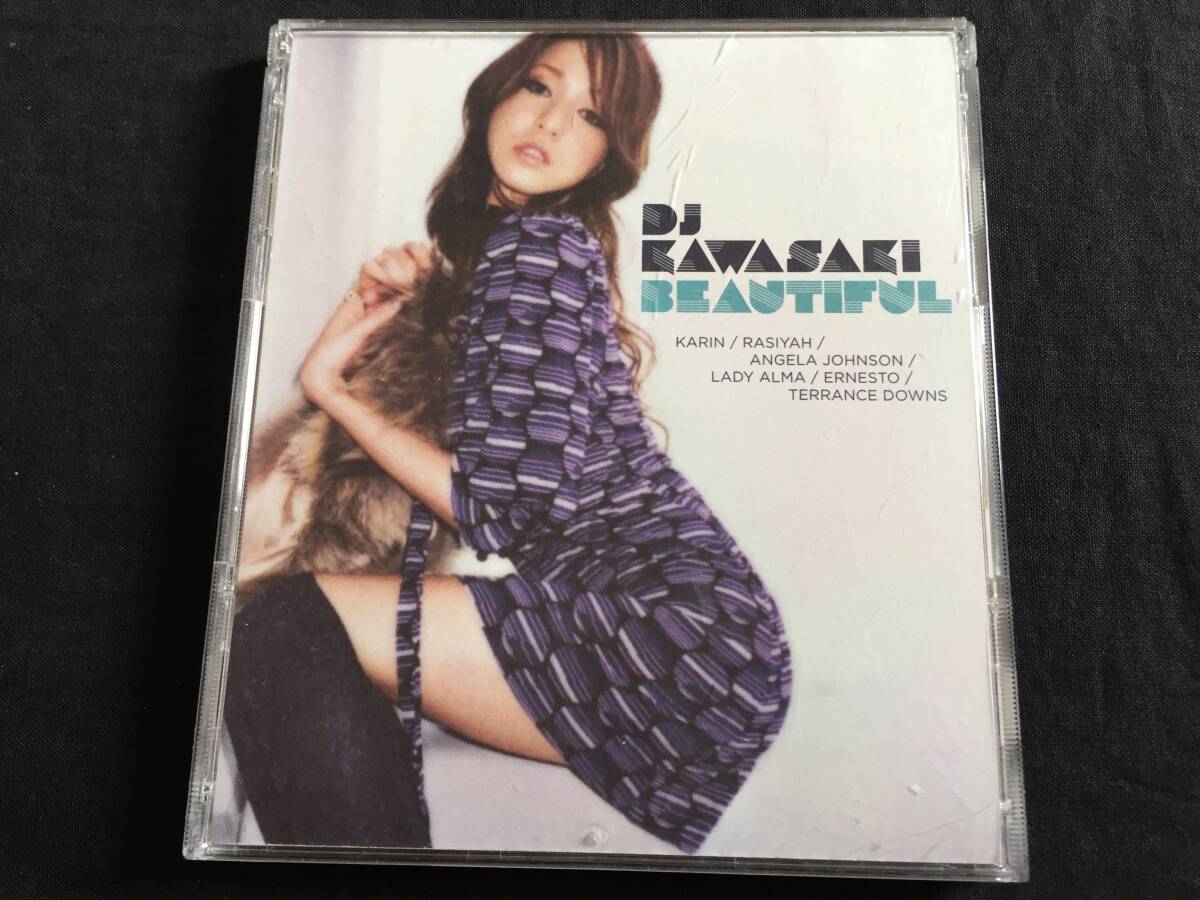 DJ
KAWASAKI
BEAUTIFUL
KARIN / RASIYAH /
ANGELA JOHNSON /
LADY ALMA / ERNESTO /
TERRANCE DOWNS